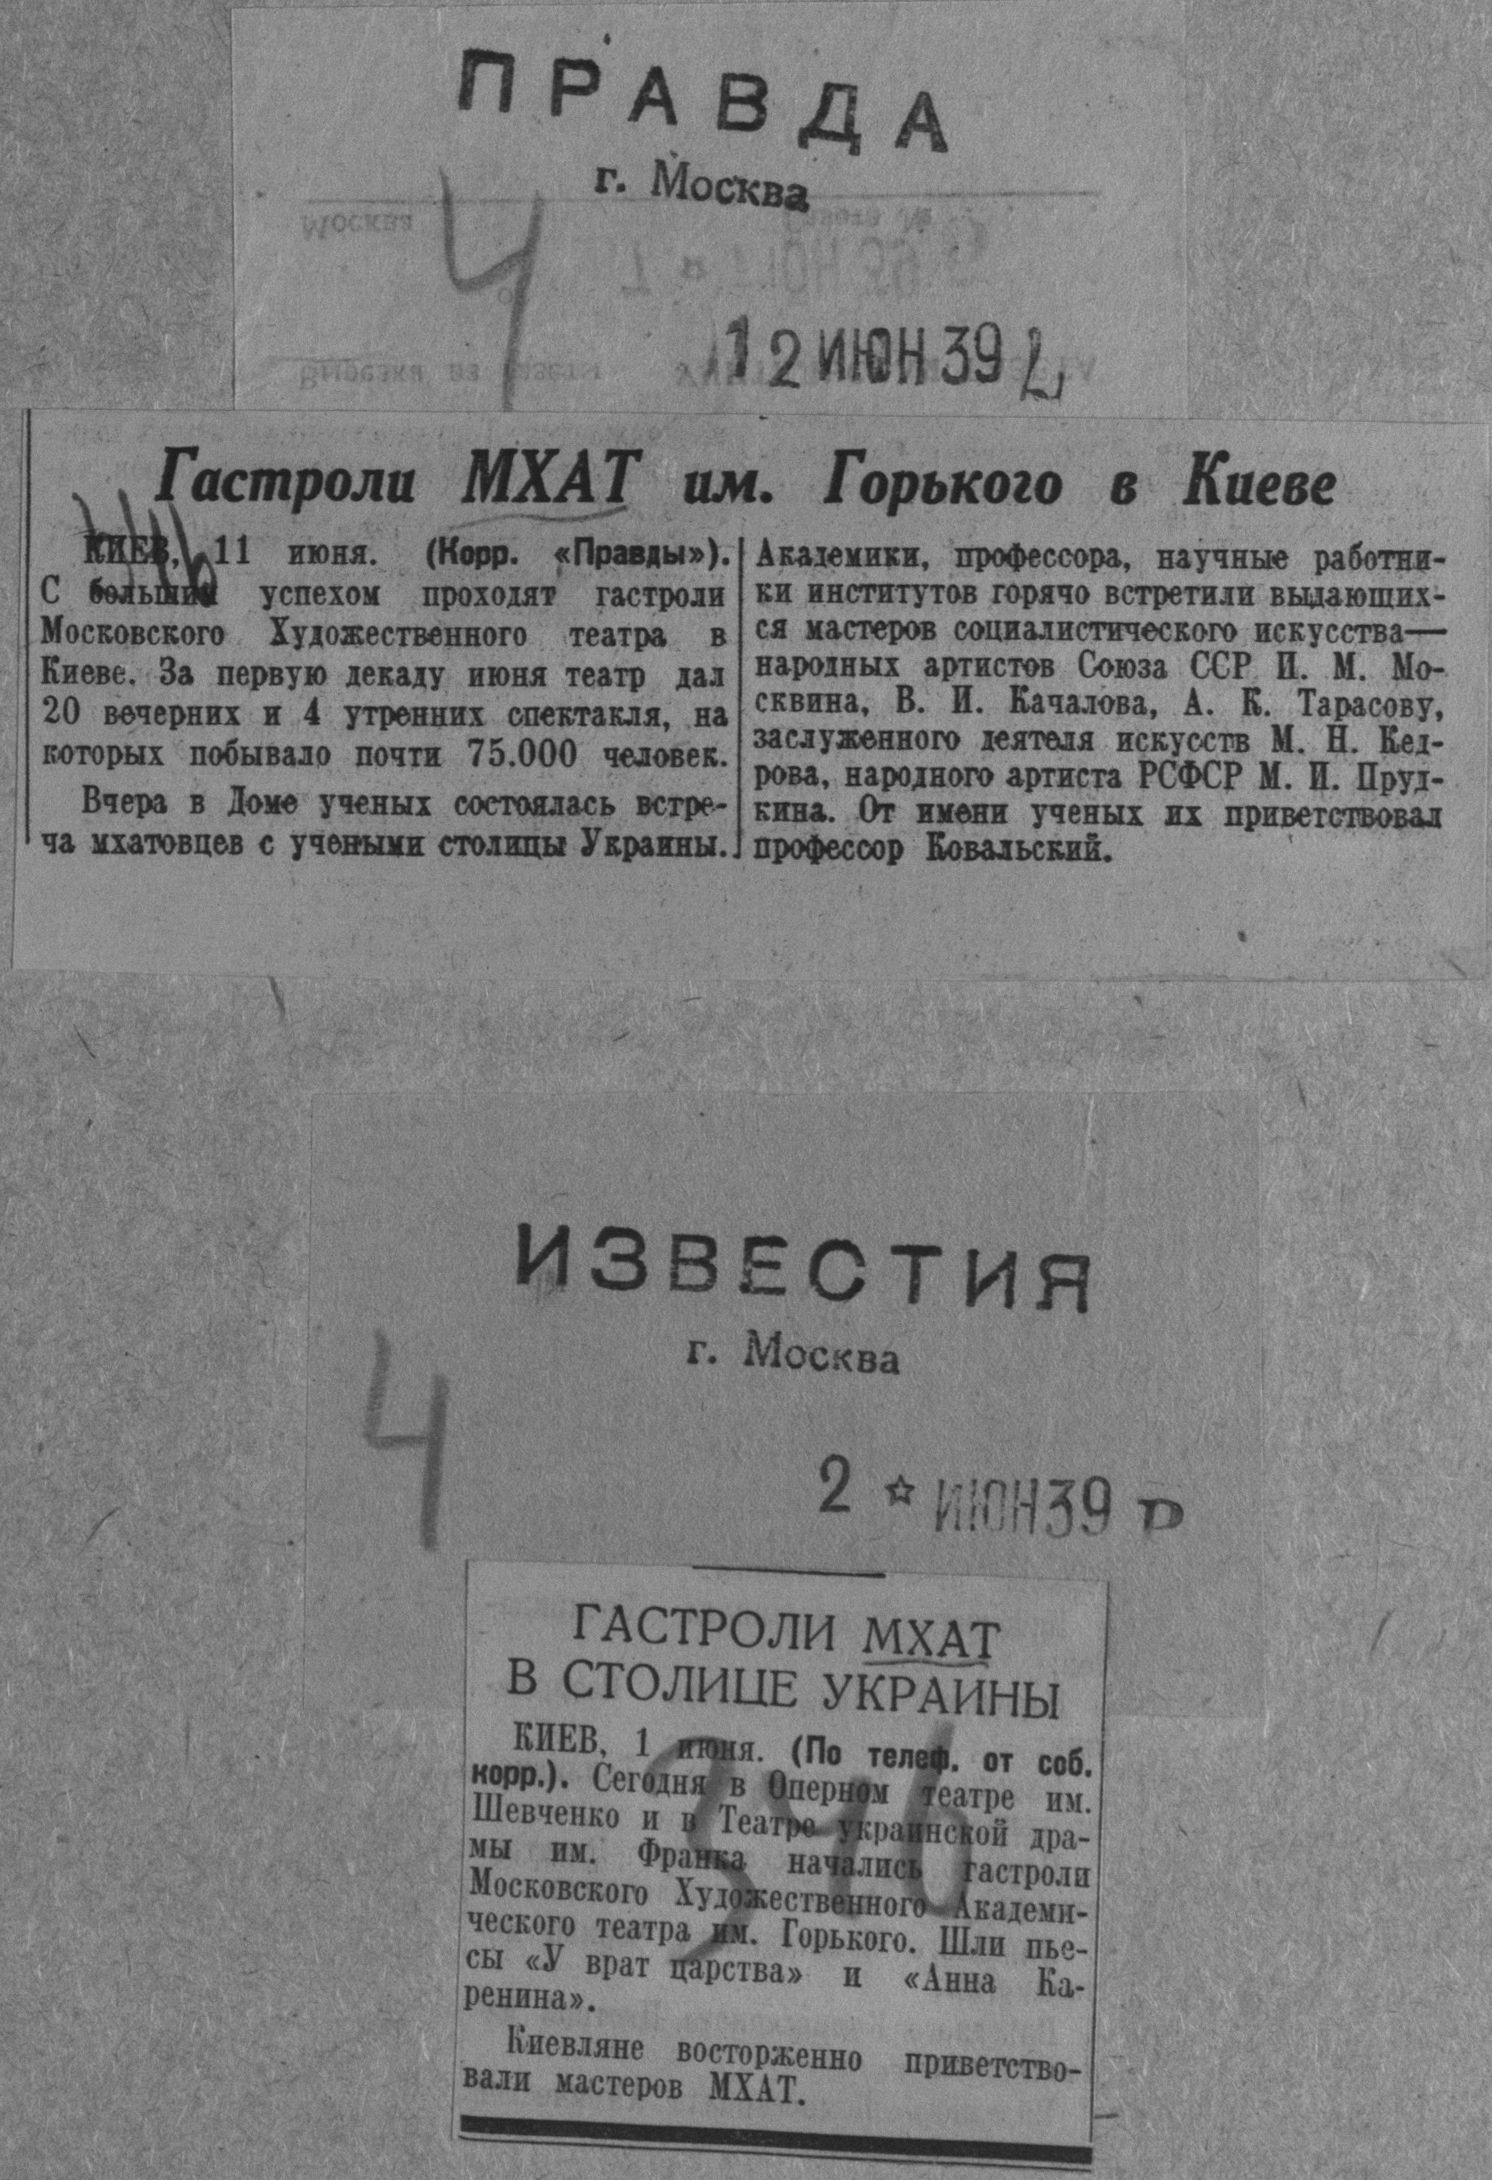 ПРАВДА
г. Москва
4
12 ИЮН 39
Гастроли МХАТ им. Горького в Киеве
КИЕВ, 11 июня. (Корр. «Правды»).
С большим успехом проходят гастроли
Московского Художественного театра в
Киеве. За первую декаду июня театр дал
20 вечерних и 4 утренних спектакля, на
которых побывало почти 75.000 человек.
Вчера в Доме ученых состоялась встре-
ча мхатовцев с учеными столицы Украины.
Академики, профессора, научные работни-
ки институтов горячо встретили выдающих-
ся мастеров социалистического искусства—
народных артистов Союза ССР И. М. Мо-
сквина, В. И. Качалова, А. К. Тарасову,
заслуженного деятеля искусств М. Н. Кед-
рова, народного артиста РСФСР М. И. Пруд-
кина. От имени ученых их приветствовал
профессор Ковальский.
ИЗВЕСТИЯ
г. Москва
4
2 ☆ ИЮН 39
ГАСТРОЛИ МХАТ
В СТОЛИЦЕ УКРАИНЫ
КИЕВ, 1 июня. (По телеф. от соб.
корр.). Сегодня в Оперном театре им.
Шевченко и в Театре украинской дра-
мы им. Франка начались гастроли
Московского Художественного Академи-
ческого театра им. Горького. Шли пье-
сы «У врат царства» и «Анна Ка-
ренина».
Киевляне восторженно приветство-
вали мастеров МХАТ.